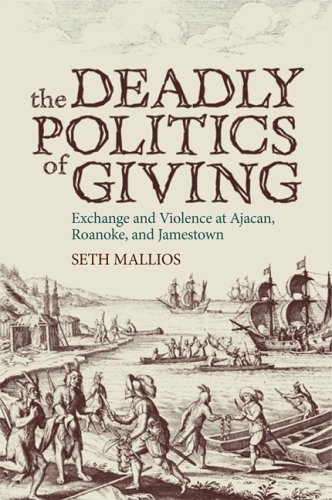 the DEADLY
POLITICS
of GIVING
Exchange and Violence at Ajacan,
Roanoke, and Jamestown
SETH MALLIOS